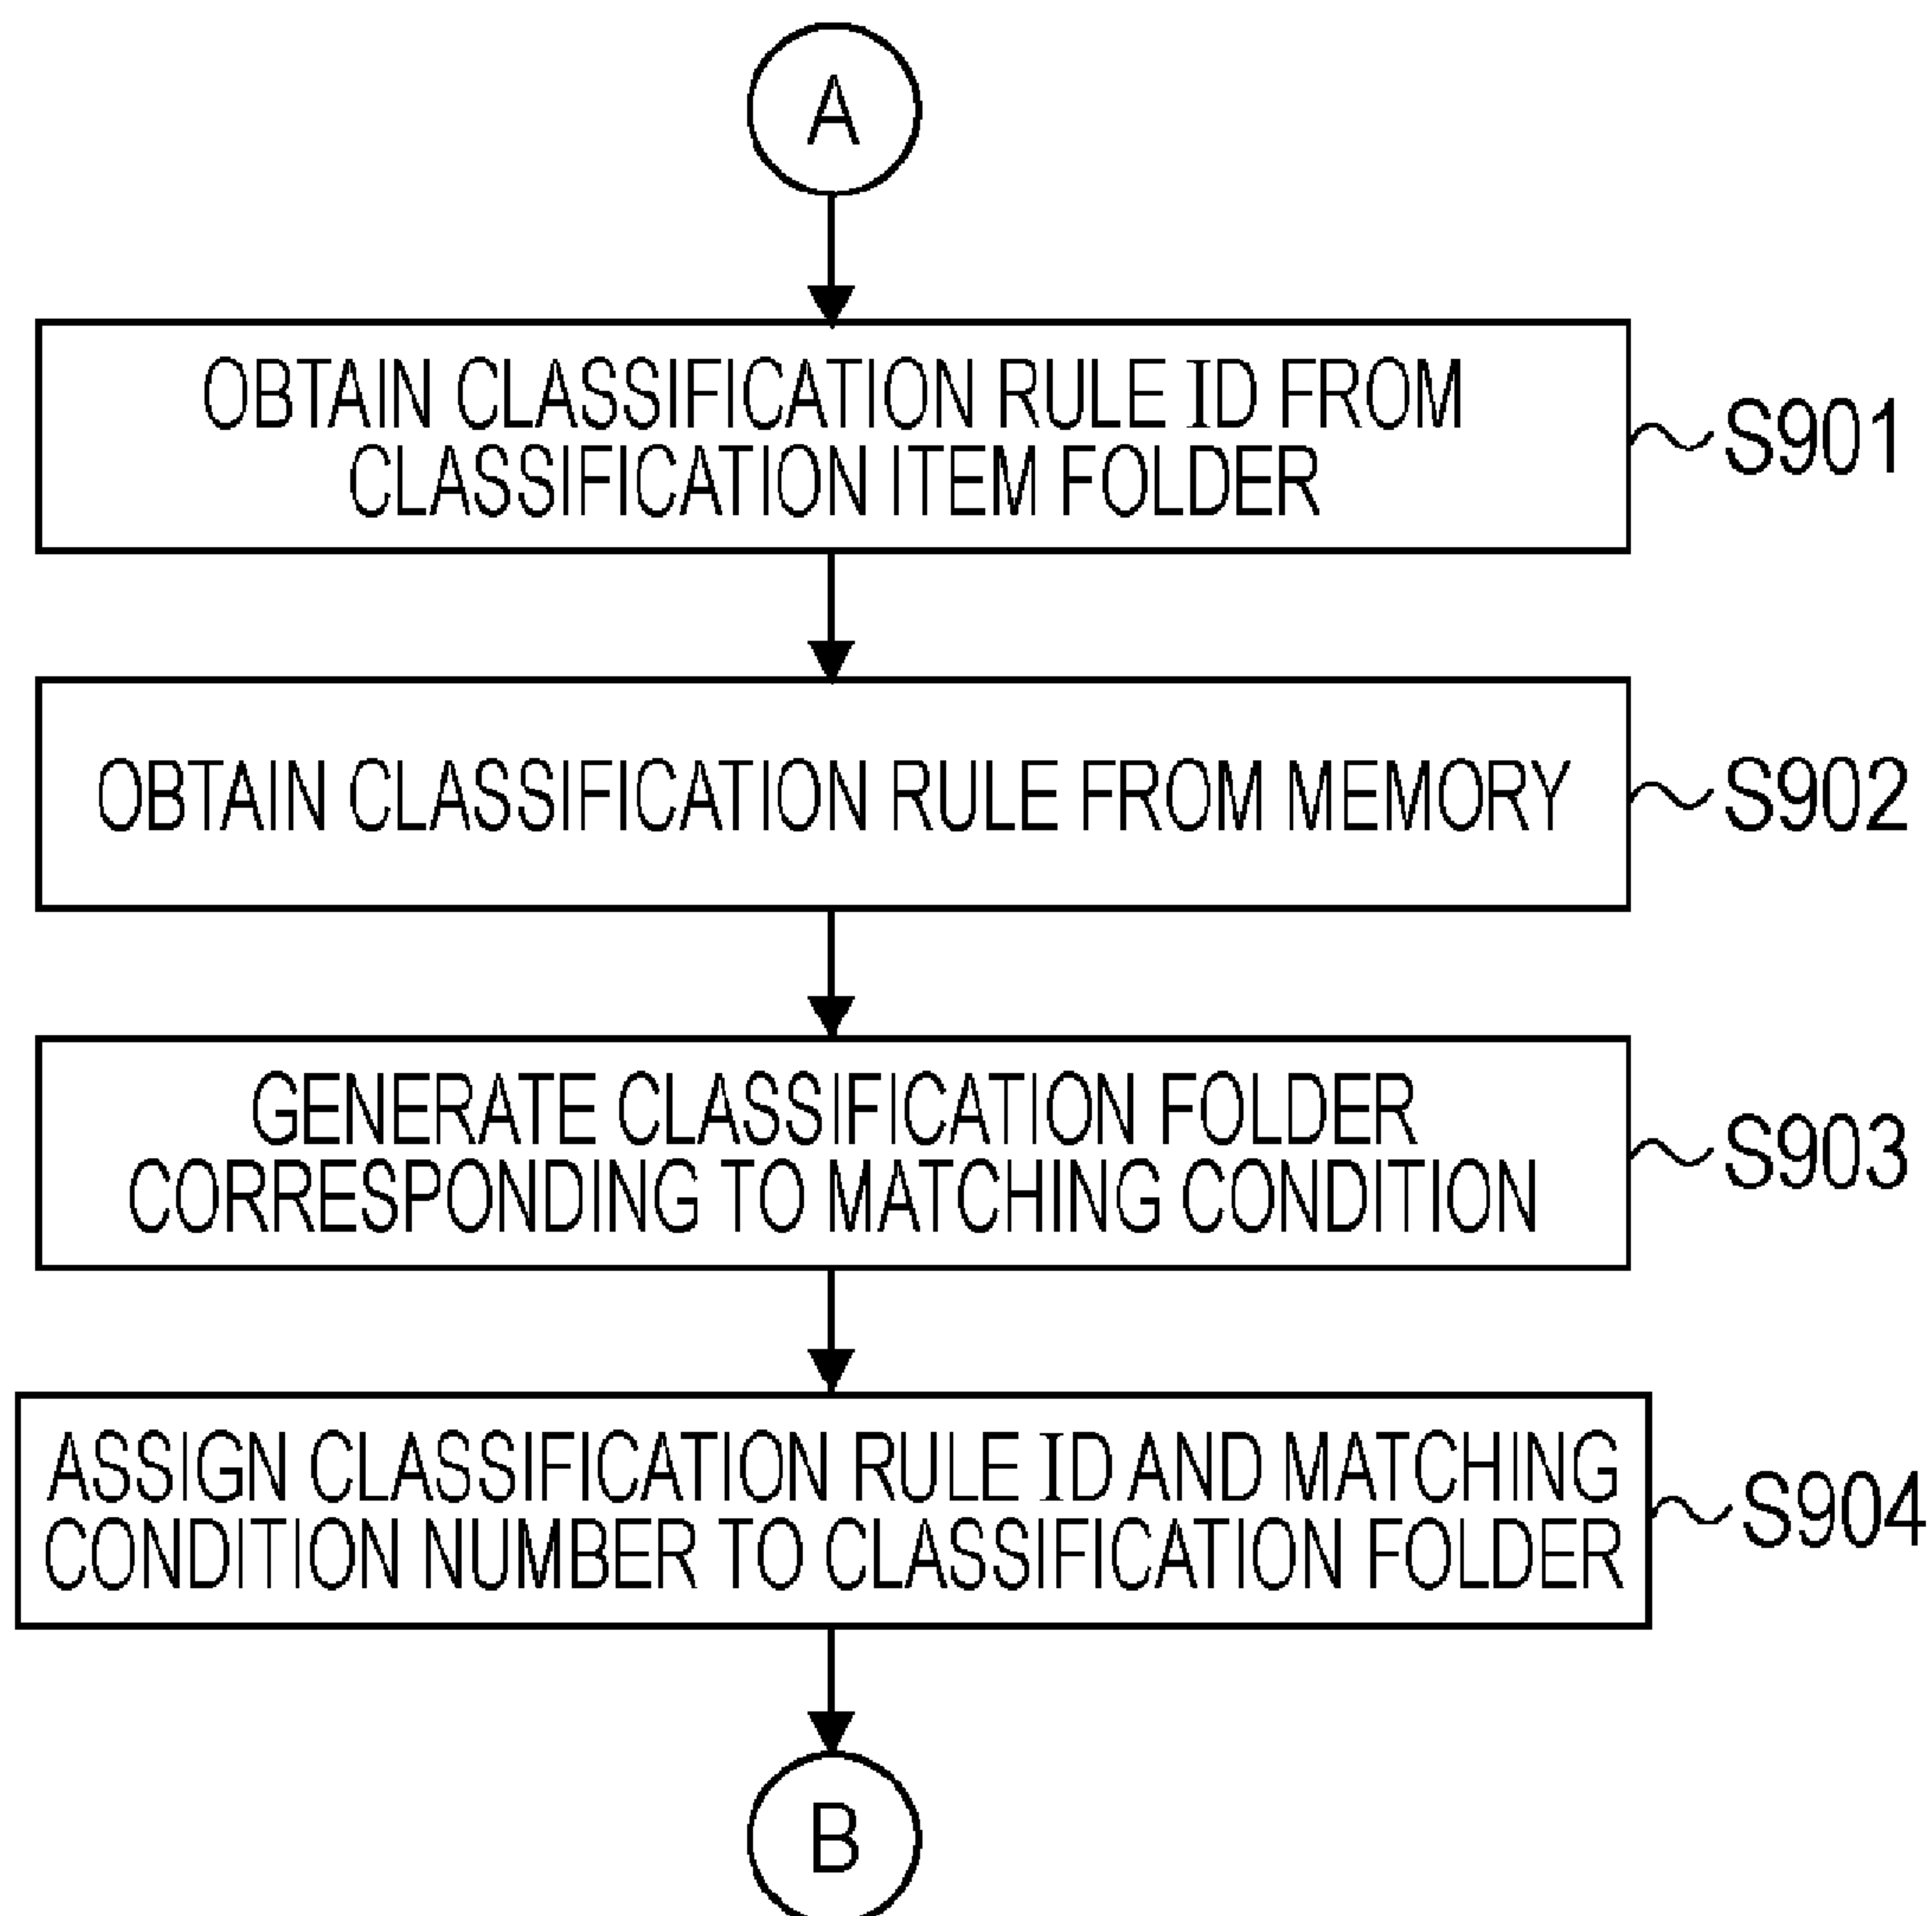 A
OBTAIN CLASSIFICATION RULE ID FROM
CLASSIFICATION ITEM FOLDER
S901
OBTAIN CLASSIFICATION RULE FROM MEMORY
S902
GENERATE CLASSIFICATION FOLDER
CORRESPONDING TO MATCHING CONDITION
S903
ASSIGN CLASSIFICATION RULE ID AND MATCHING
CONDITION NUMBER TO CLASSIFICATION FOLDER
S904
B